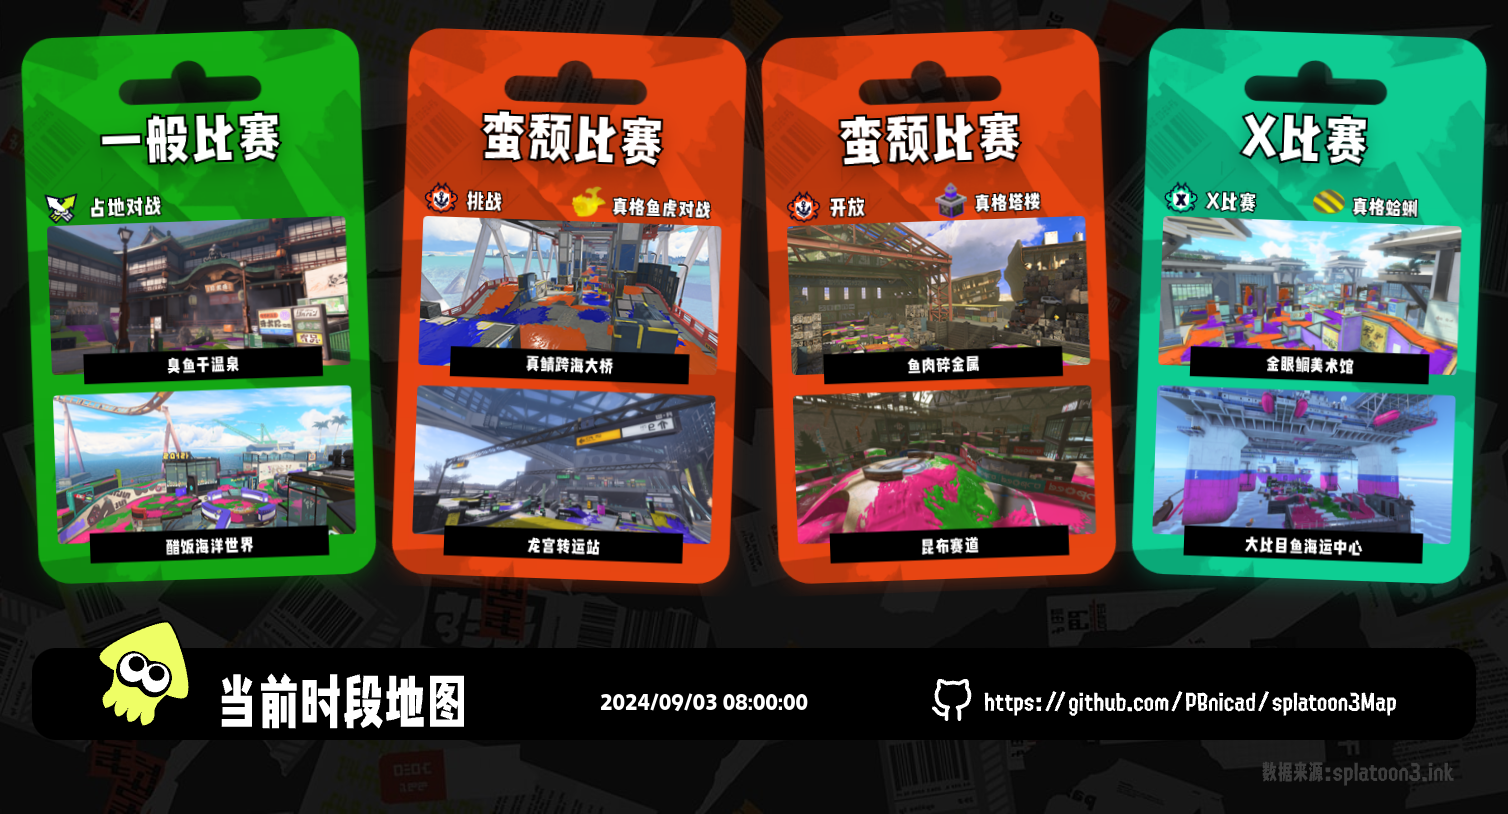 一般比赛
占地对战
臭鱼干温泉
醋饭海洋世界
蛮颓比赛
挑战
真格鱼虎对战
真鲭跨海大桥
龙宫转运站
蛮颓比赛
开放
真格塔楼
鱼肉碎金属
昆布赛道
X比赛
X比赛
真格蛤蜊
金眼鲷美术馆
大比目鱼海运中心
当前时段地图
2024/09/03 08:00:00
https://github.com/PBnicad/splatoon3Map
数据来源:splatoon3.ink